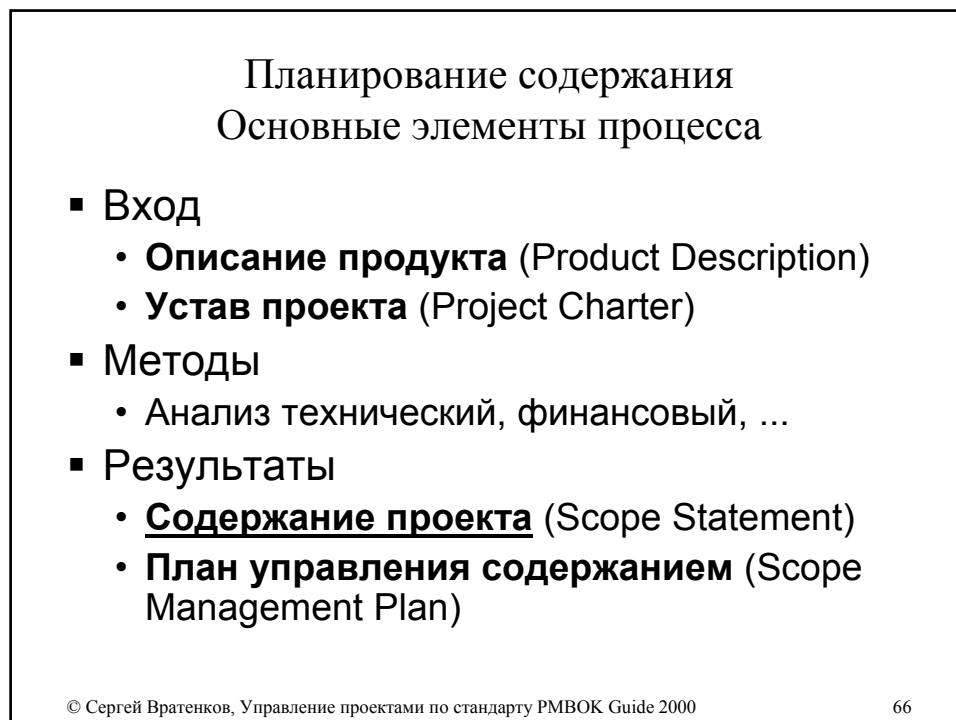 Планирование содержания
Основные элементы процесса
▪ Вход
• Описание продукта (Product Description)
• Устав проекта (Project Charter)
▪ Методы
• Анализ технический, финансовый, ...
▪ Результаты
• Содержание проекта (Scope Statement)
• План управления содержанием (Scope
Management Plan)
© Сергей Вратенков, Управление проектами по стандарту PMBOK Guide 2000 66